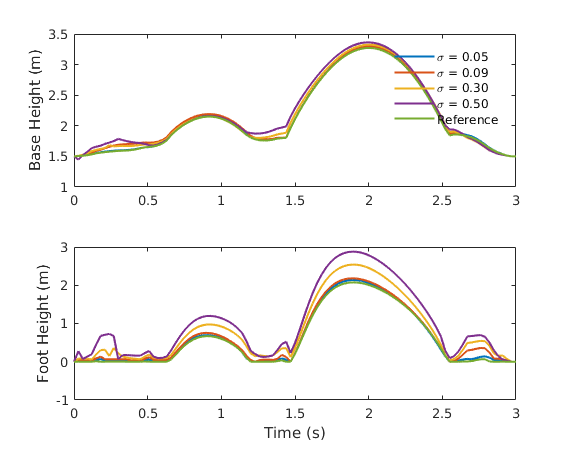 3.5
3
2.5
2
1.5
1
Base Height (m)
σ = 0.05
σ = 0.09
σ = 0.30
σ = 0.50
Reference
0 0.5 1 1.5 2 2.5 3
3
2
1
0
-1
Foot Height (m)
0 0.5 1 1.5 2 2.5 3
Time (s)